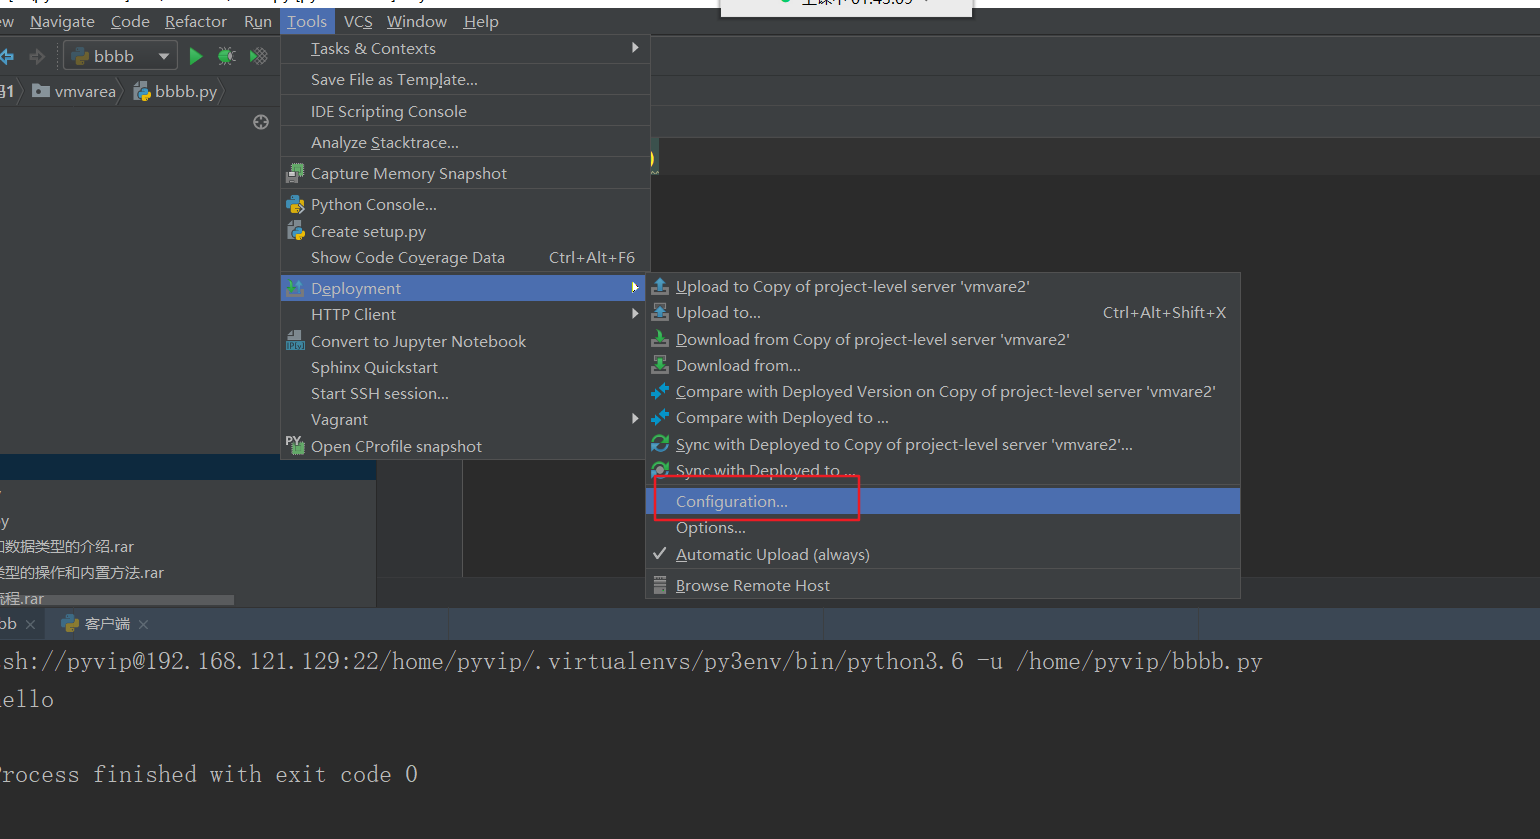 ew Navigate Code Refactor Run Tools VCS Window Help
bbbb
1 vmvarea bbbb.py
Tasks & Contexts
Save File as Template...
IDE Scripting Console
Analyze Stacktrace...
Capture Memory Snapshot
Python Console...
Create setup.py
Show Code Coverage Data Ctrl+Alt+F6
Deployment
HTTP Client
Convert to Jupyter Notebook
Sphinx Quickstart
Start SSH session...
Vagrant
Open CProfile snapshot
Upload to Copy of project-level server 'vmvare2'
Upload to... Ctrl+Alt+Shift+X
Download from Copy of project-level server 'vmvare2'
Download from...
Compare with Deployed Version on Copy of project-level server 'vmvare2'
Compare with Deployed to ...
Sync with Deployed to Copy of project-level server 'vmvare2'...
Sync with Deployed to ...
Configuration...
Options...
Automatic Upload (always)
Browse Remote Host
y
和数据类型的介绍.rar
类型的操作和内置方法.rar
流程.rar
bb
客户端
ssh://pyvip@192.168.121.129:22/home/pyvip/.virtualenvs/py3env/bin/python3.6 -u /home/pyvip/bbbb.py
hello
Process finished with exit code 0